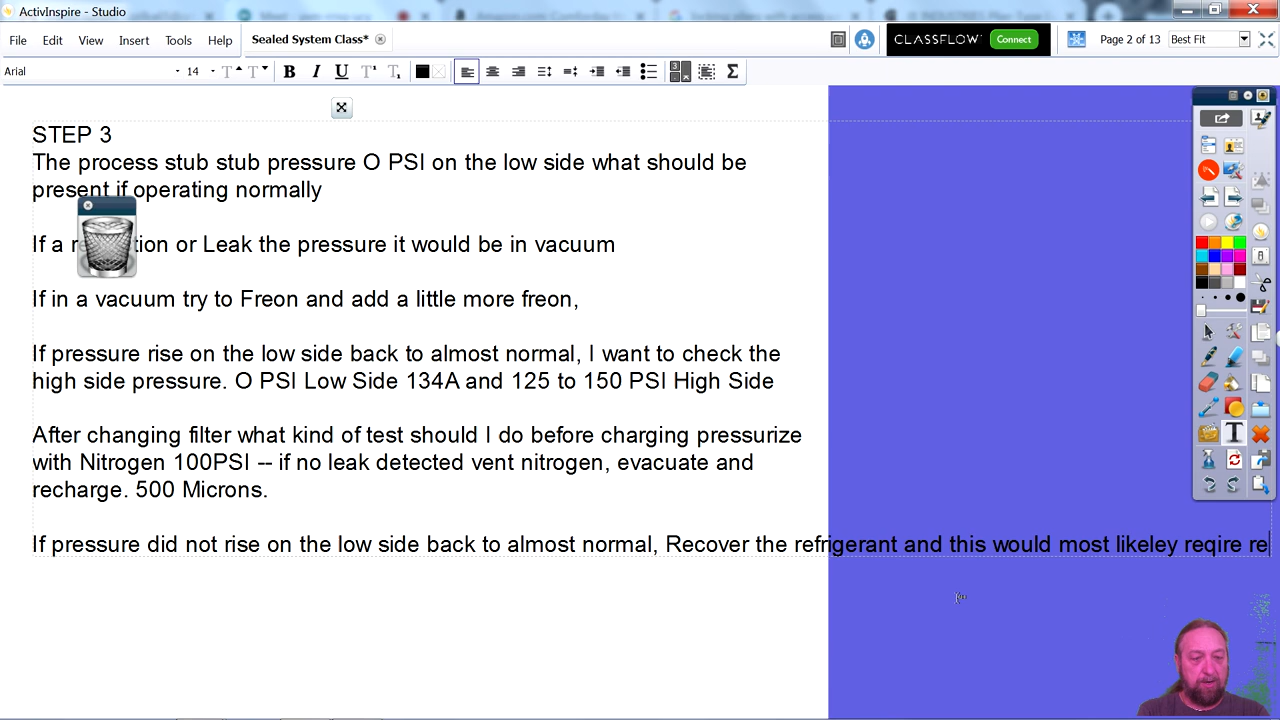 ActivInspire - Studio
File Edit View Insert Tools Help Sealed System Class* CLASSFLOW Connect Page 2 of 13 Best Fit
Arial 14 B I U T¹ T₁ Σ
STEP 3
The process stub stub pressure O PSI on the low side what should be
present if operating normally
If a tion or Leak the pressure it would be in vacuum
If in a vacuum try to Freon and add a little more freon,
If pressure rise on the low side back to almost normal, I want to check the
high side pressure. O PSI Low Side 134A and 125 to 150 PSI High Side
After changing filter what kind of test should I do before charging pressurize
with Nitrogen 100PSI -- if no leak detected vent nitrogen, evacuate and
recharge. 500 Microns.
If pressure did not rise on the low side back to almost normal, Recover the refrigerant and this would most likeley reqire re